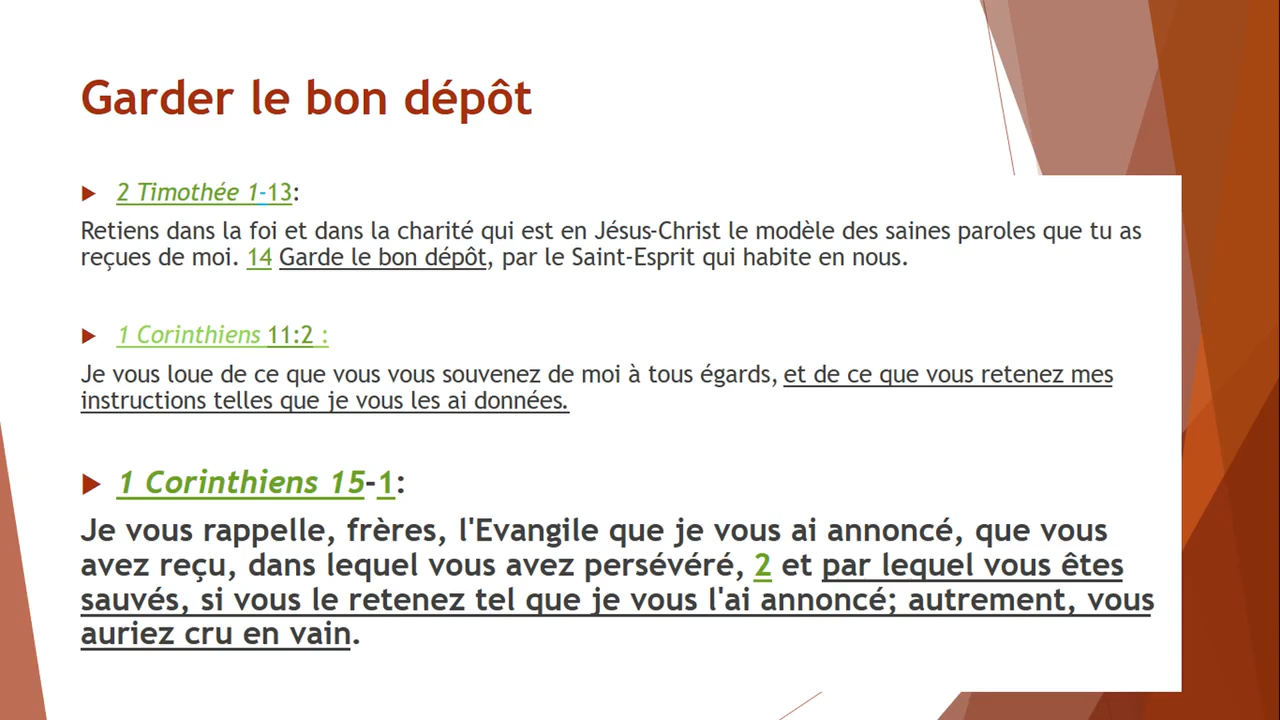 Garder le bon dépôt
2 Timothée 1-13:
Retiens dans la foi et dans la charité qui est en Jésus-Christ le modèle des saines paroles que tu as
reçues de moi. 14 Garde le bon dépôt, par le Saint-Esprit qui habite en nous.
1 Corinthiens 11:2 :
Je vous loue de ce que vous vous souvenez de moi à tous égards, et de ce que vous retenez mes
instructions telles que je vous les ai données.
1 Corinthiens 15-1:
Je vous rappelle, frères, l'Evangile que je vous ai annoncé, que vous
avez reçu, dans lequel vous avez persévéré, 2 et par lequel vous êtes
sauvés, si vous le retenez tel que je vous l'ai annoncé; autrement, vous
auriez cru en vain.